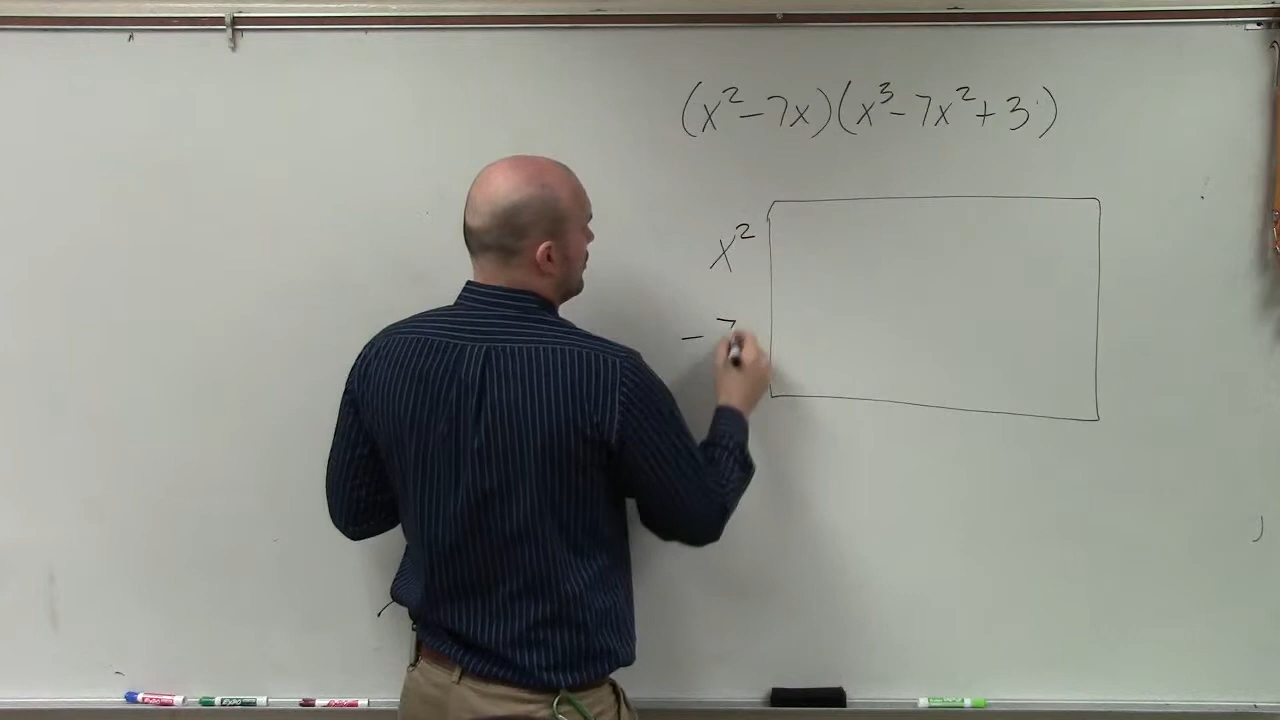 (x² - 7x)(x³ - 7x² + 3)
x²
- 7